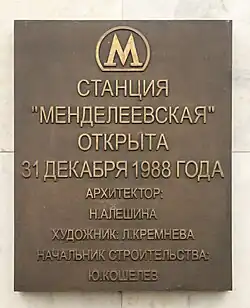 М
СТАНЦИЯ
"МЕНДЕЛЕЕВСКАЯ"
ОТКРЫТА
31 ДЕКАБРЯ 1988 ГОДА
АРХИТЕКТОР:
Н.АЛЕШИНА
ХУДОЖНИК: Л.КРЕМНЕВА
НАЧАЛЬНИК СТРОИТЕЛЬСТВА:
Ю.КОШЕЛЕВ